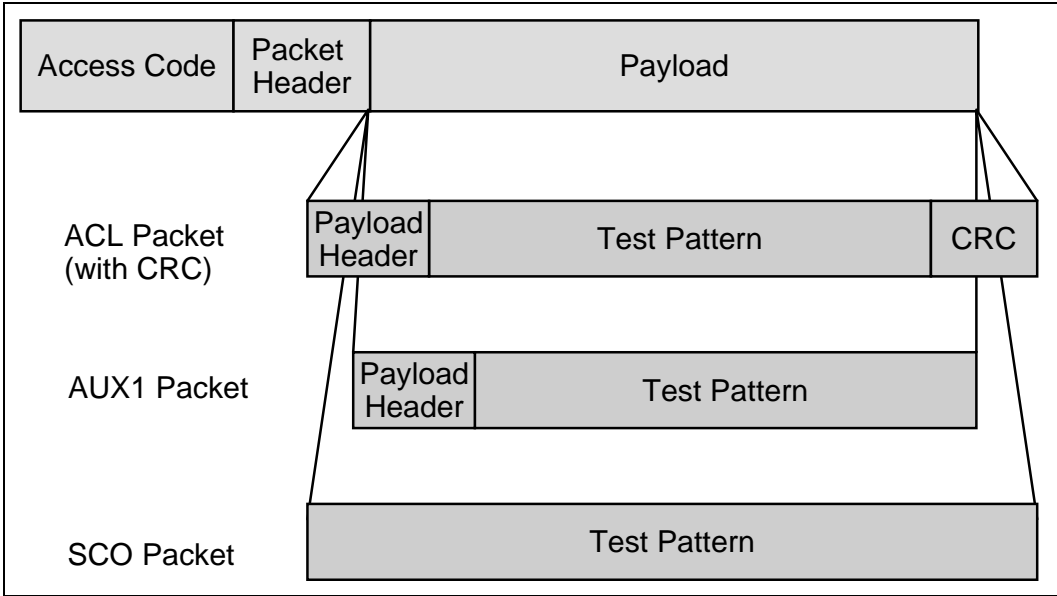 Access Code
Packet
Header
Payload
ACL Packet
(with CRC)
Payload
Header
Test Pattern
CRC
AUX1 Packet
Payload
Header
Test Pattern
SCO Packet
Test Pattern